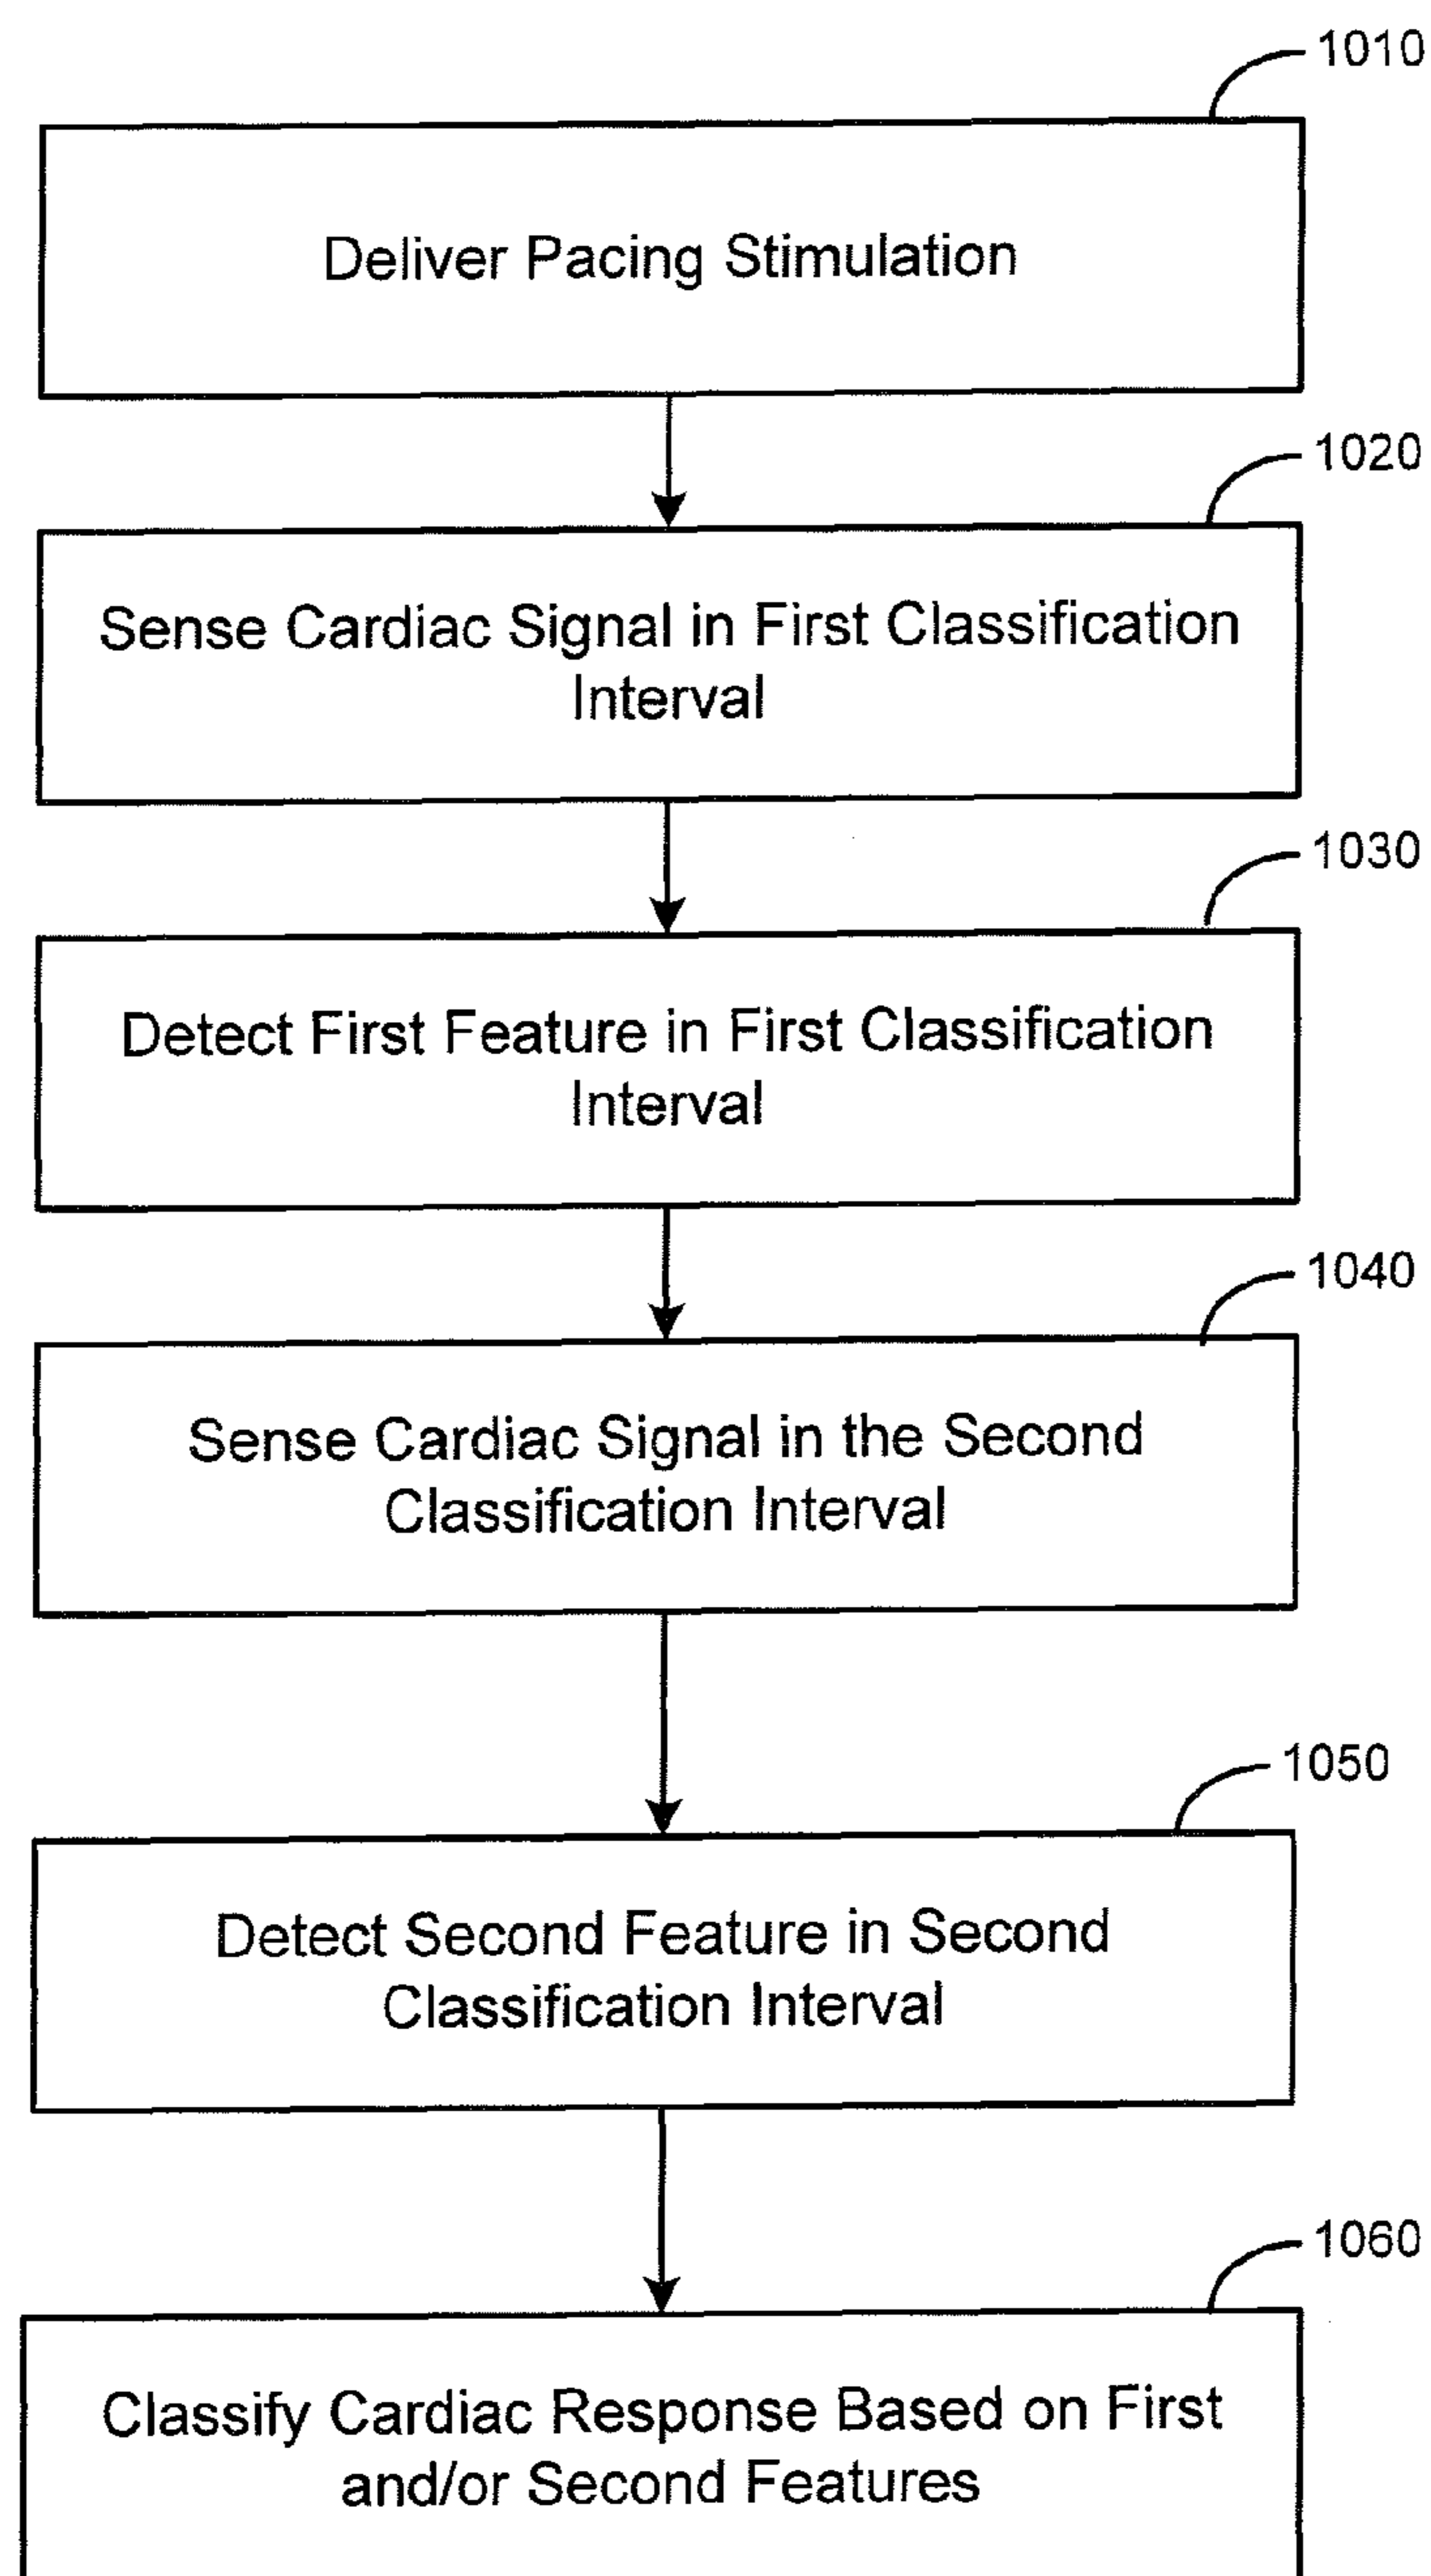 1010
Deliver Pacing Stimulation
1020
Sense Cardiac Signal in First Classification
Interval
1030
Detect First Feature in First Classification
Interval
1040
Sense Cardiac Signal in the Second
Classification Interval
1050
Detect Second Feature in Second
Classification Interval
1060
Classify Cardiac Response Based on First
and/or Second Features